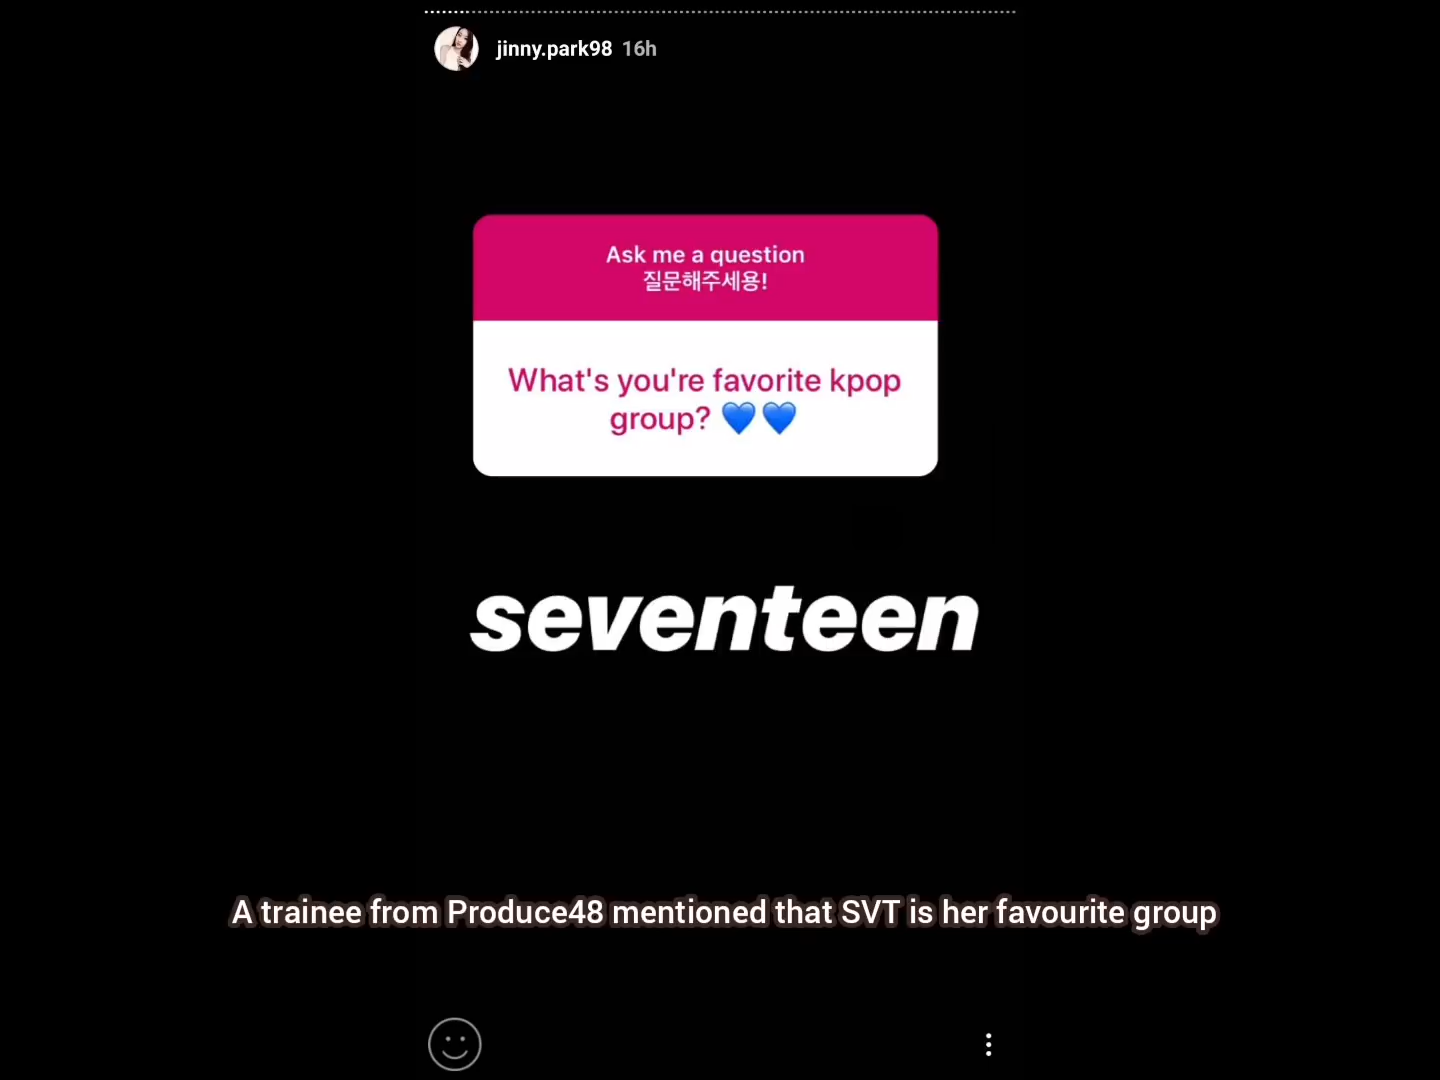 jinny.park98 16h
Ask me a question
질문해주세용!
What's you're favorite kpop
group? 💙💙
seventeen
A trainee from Produce48 mentioned that SVT is her favourite group